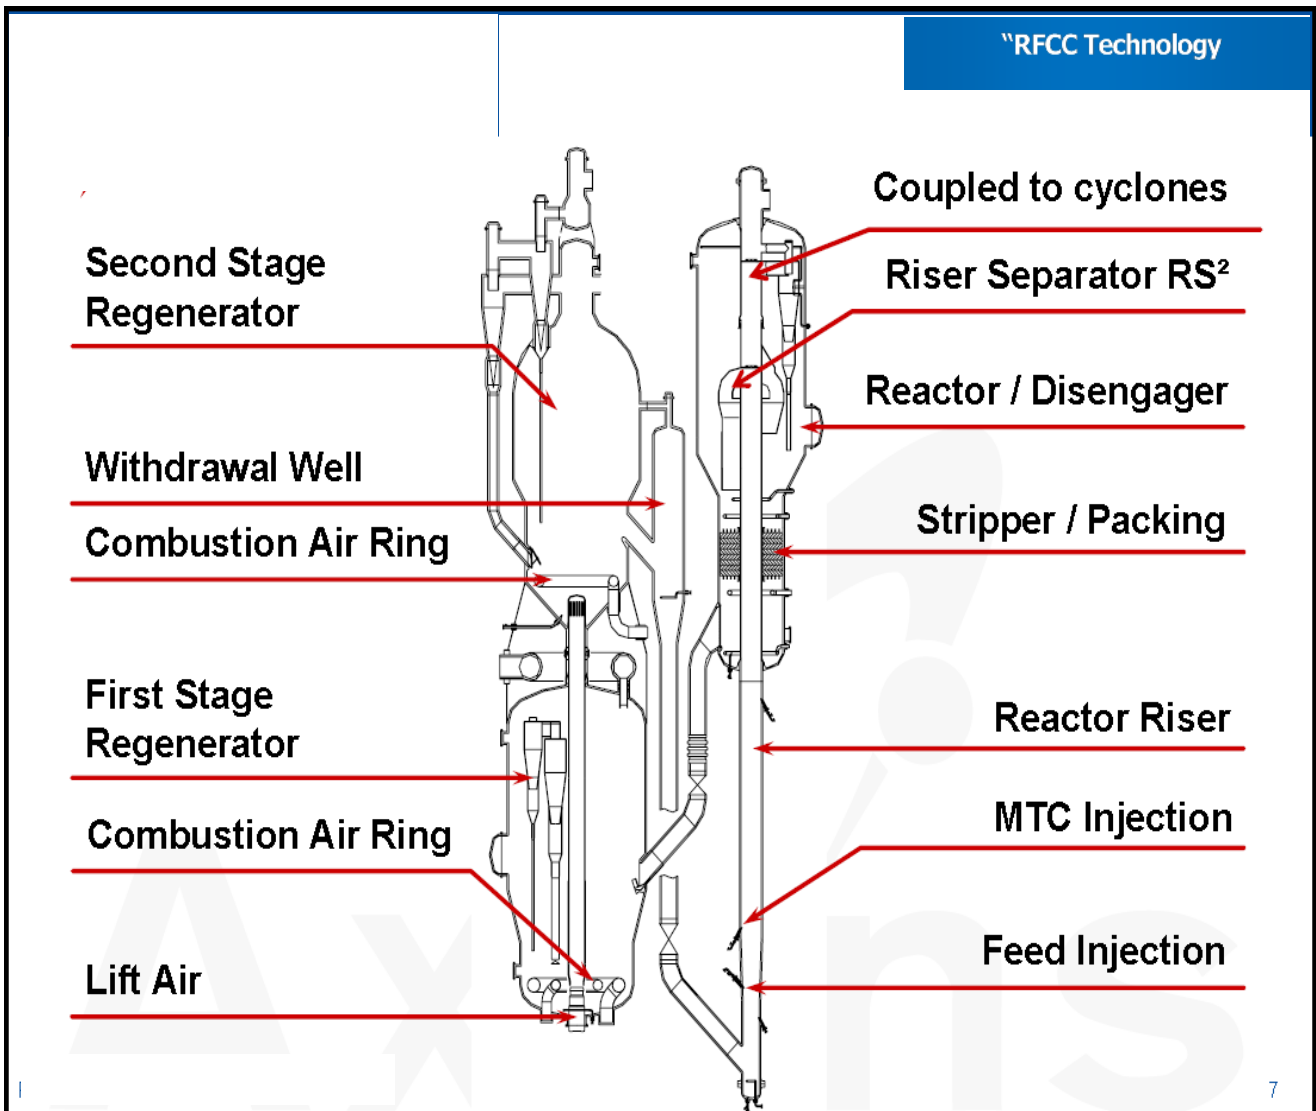 “RFCC Technology
Coupled to cyclones
Riser Separator RS²
Reactor / Disengager
Stripper / Packing
Reactor Riser
MTC Injection
Feed Injection
Second Stage
Regenerator
Withdrawal Well
Combustion Air Ring
First Stage
Regenerator
Combustion Air Ring
Lift Air
Axens
7